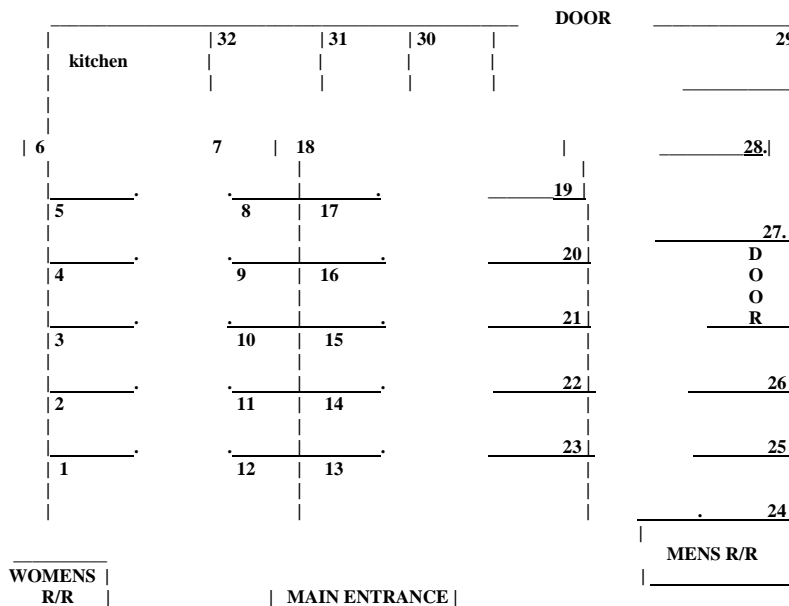 DOOR
32 31 30 29
kitchen
6 7 18 28.
19
5 8 17
27.
20 D
4 9 16 O
O
21 R
3 10 15
22 26
2 11 14
23 25
1 12 13
24
MENS R/R
WOMENS
R/R MAIN ENTRANCE